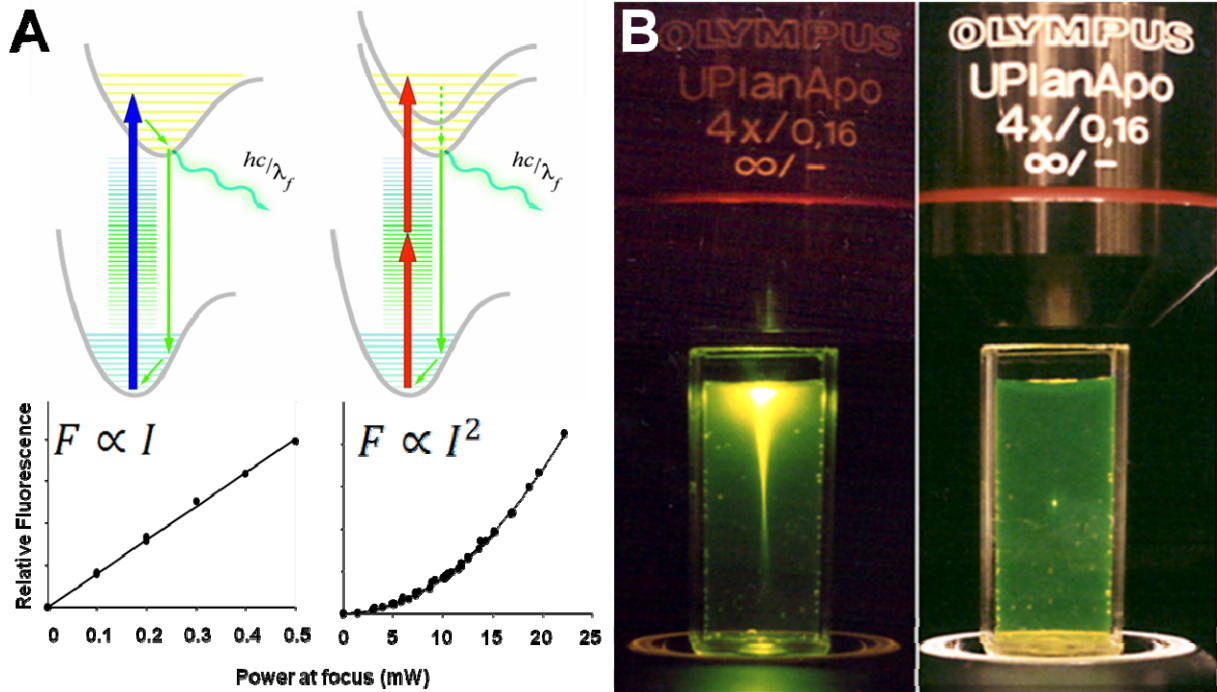 A
hc/λf
hc/λf
F ∝ I
F ∝ I²
Relative Fluorescence
0 0.1 0.2 0.3 0.4 0.5
0 5 10 15 20 25
Power at focus (mW)
B
OLYMPUS
UPlanApo
4x/0,16
∞/-
OLYMPUS
UPlanApo
4x/0,16
∞/-